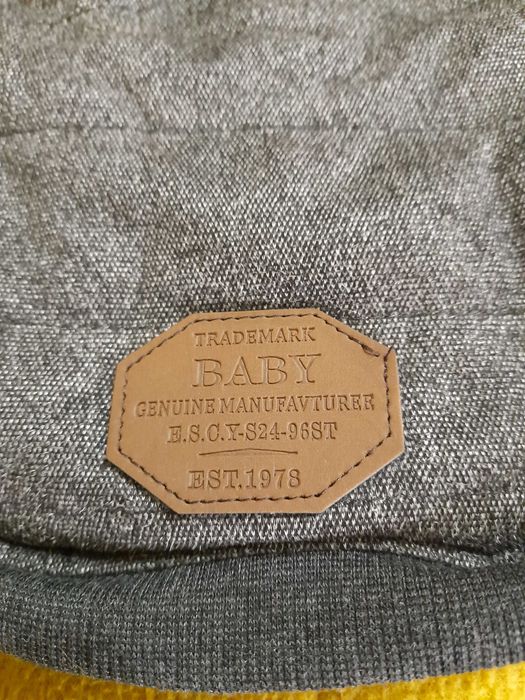 TRADEMARK
BABY
GENUINE MANUFAVTUREE
E.S.C.Y-S24-96ST
EST.1978